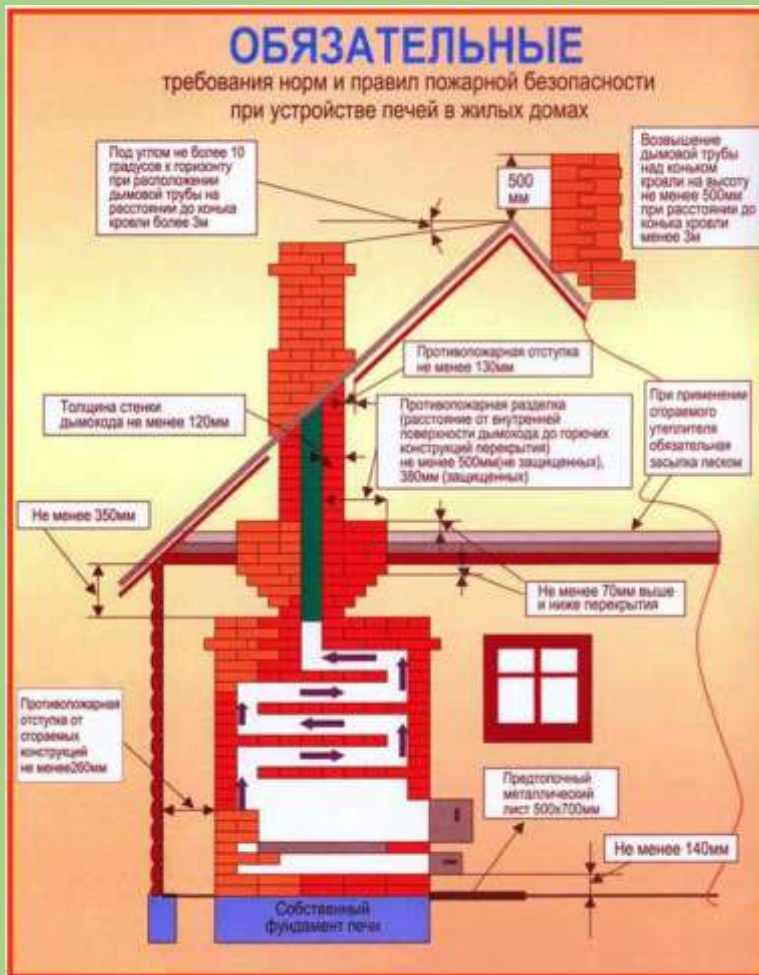 ОБЯЗАТЕЛЬНЫЕ
требования норм и правил пожарной безопасности
при устройстве печей в жилых домах
Под углом не более 10
градусов к горизонту
при расположении
дымовой трубы на
расстоянии до конька
кровли более 3м
500
мм
Возвышение
дымовой трубы
над коньком
кровли на высоту
не менее 500мм
при расстоянии до
конька кровли
менее 3м
Противопожарная отступка
не менее 130мм
Толщина стенки
дымохода не менее 120мм
Противопожарная разделка
(расстояние от внутренней
поверхности дымохода до горючих
конструкций перекрытия)
не менее 500мм(не защищенных),
380мм (защищенных)
При применении
сгораемого
утеплителя
обязательная
засыпка песком
Не менее 350мм
Не менее 70мм выше
и ниже перекрытия
Противопожарная
отступка от
сгораемых
конструкций
не менее260мм
Предтопочный
металлический
лист 500х700мм
Не менее 140мм
Собственный
фундамент печи